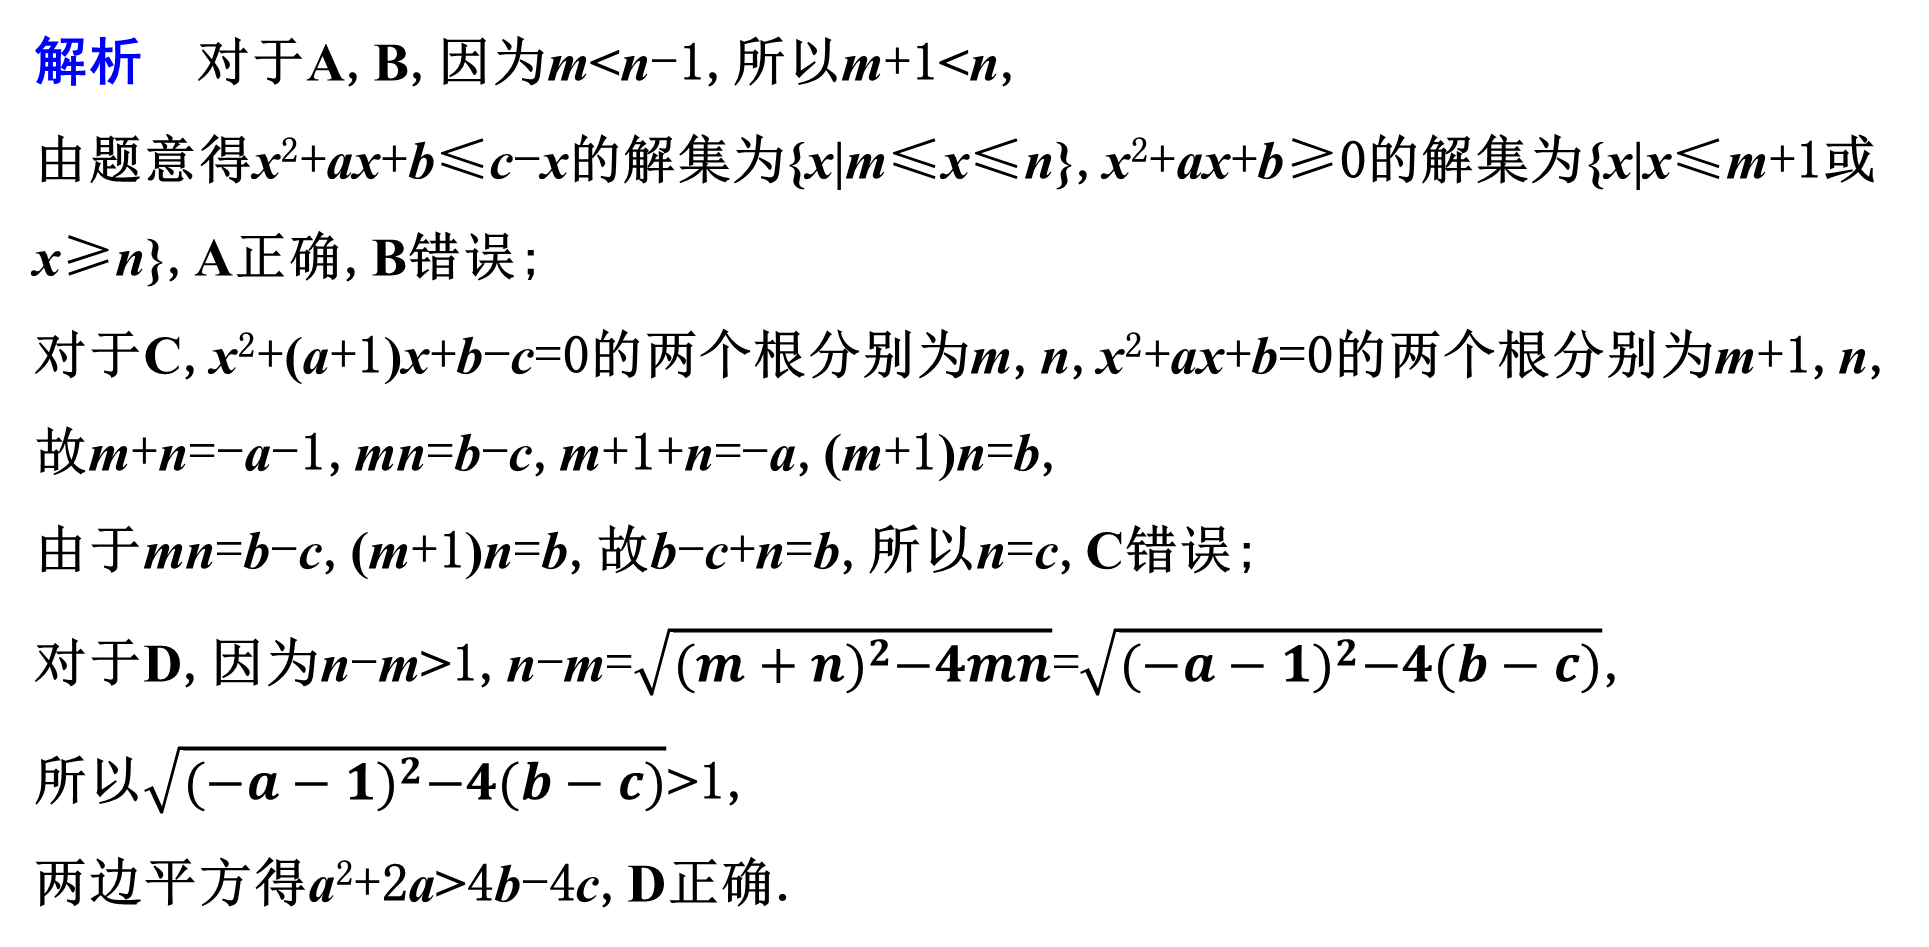 解析　对于A, B, 因为m<n-1, 所以m+1<n,
由题意得x²+ax+b≤c-x的解集为{x|m≤x≤n}, x²+ax+b≥0的解集为{x|x≤m+1或
x≥n}, A正确, B错误;
对于C, x²+(a+1)x+b-c=0的两个根分别为m, n, x²+ax+b=0的两个根分别为m+1, n,
故m+n=-a-1, mn=b-c, m+1+n=-a, (m+1)n=b,
由于mn=b-c, (m+1)n=b, 故b-c+n=b, 所以n=c, C错误;
对于D, 因为n-m>1, n-m=√((m+n)²-4mn)=√((-a-1)²-4(b-c)),
所以√((-a-1)²-4(b-c))>1,
两边平方得a²+2a>4b-4c, D正确.